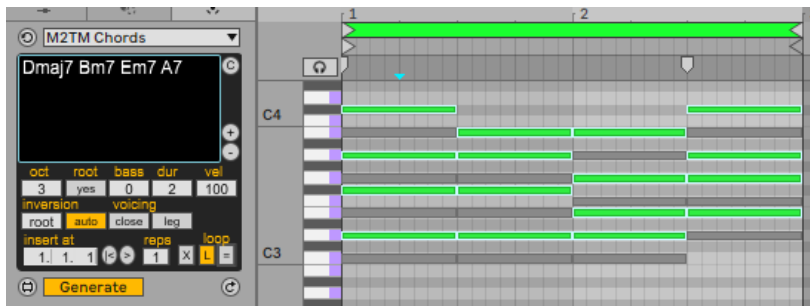 1
2
M2TM Chords
Dmaj7 Bm7 Em7 A7
C
+
-
C4
oct root bass dur vel
3 yes 0 2 100
inversion voicing
root auto close leg
insert at reps loop
1. 1. 1 |< > 1 X L =
C3
Generate